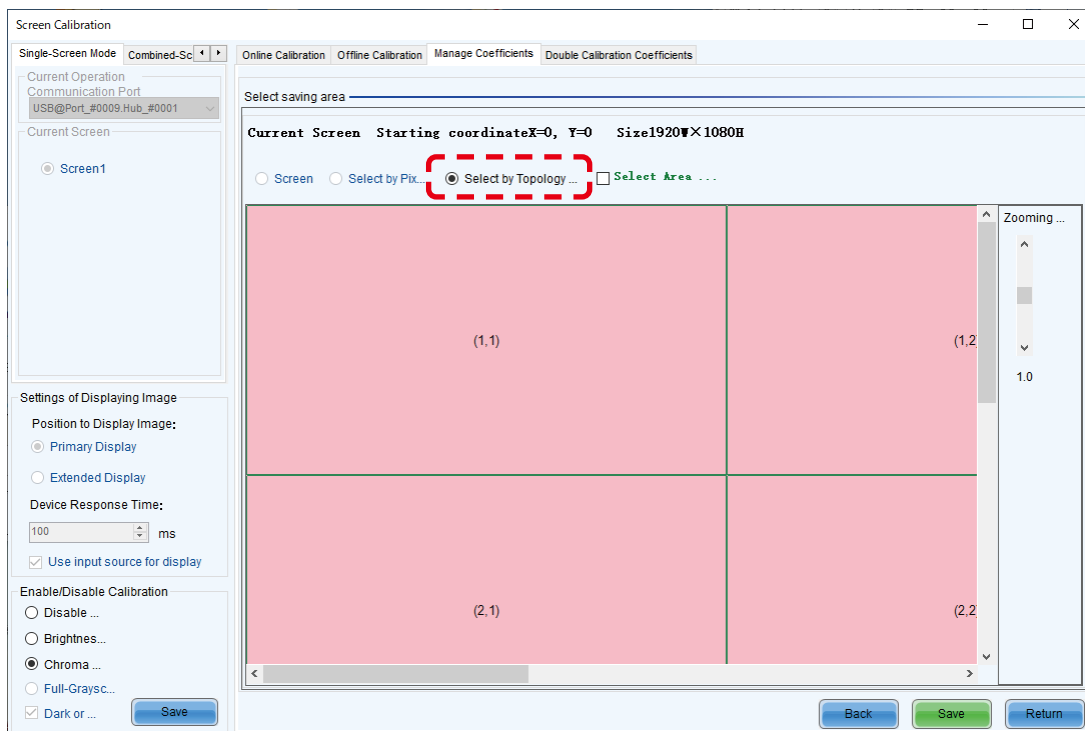 Screen Calibration
Single-Screen Mode Combined-Sc
Current Operation
Communication Port
USB@Port_#0009.Hub_#0001
Current Screen
Screen1
Settings of Displaying Image
Position to Display Image:
Primary Display
Extended Display
Device Response Time:
100 ms
Use input source for display
Enable/Disable Calibration
Disable ...
Brightnes...
Chroma ...
Full-Graysc...
Dark or ... Save
Online Calibration Offline Calibration Manage Coefficients Double Calibration Coefficients
Select saving area
Current Screen Starting coordinateX=0, Y=0 Size1920W×1080H
Screen Select by Pix... Select by Topology ... Select Area ...
(1,1) (1,2
(2,1) (2,2
Zooming ...
1.0
Back Save Return